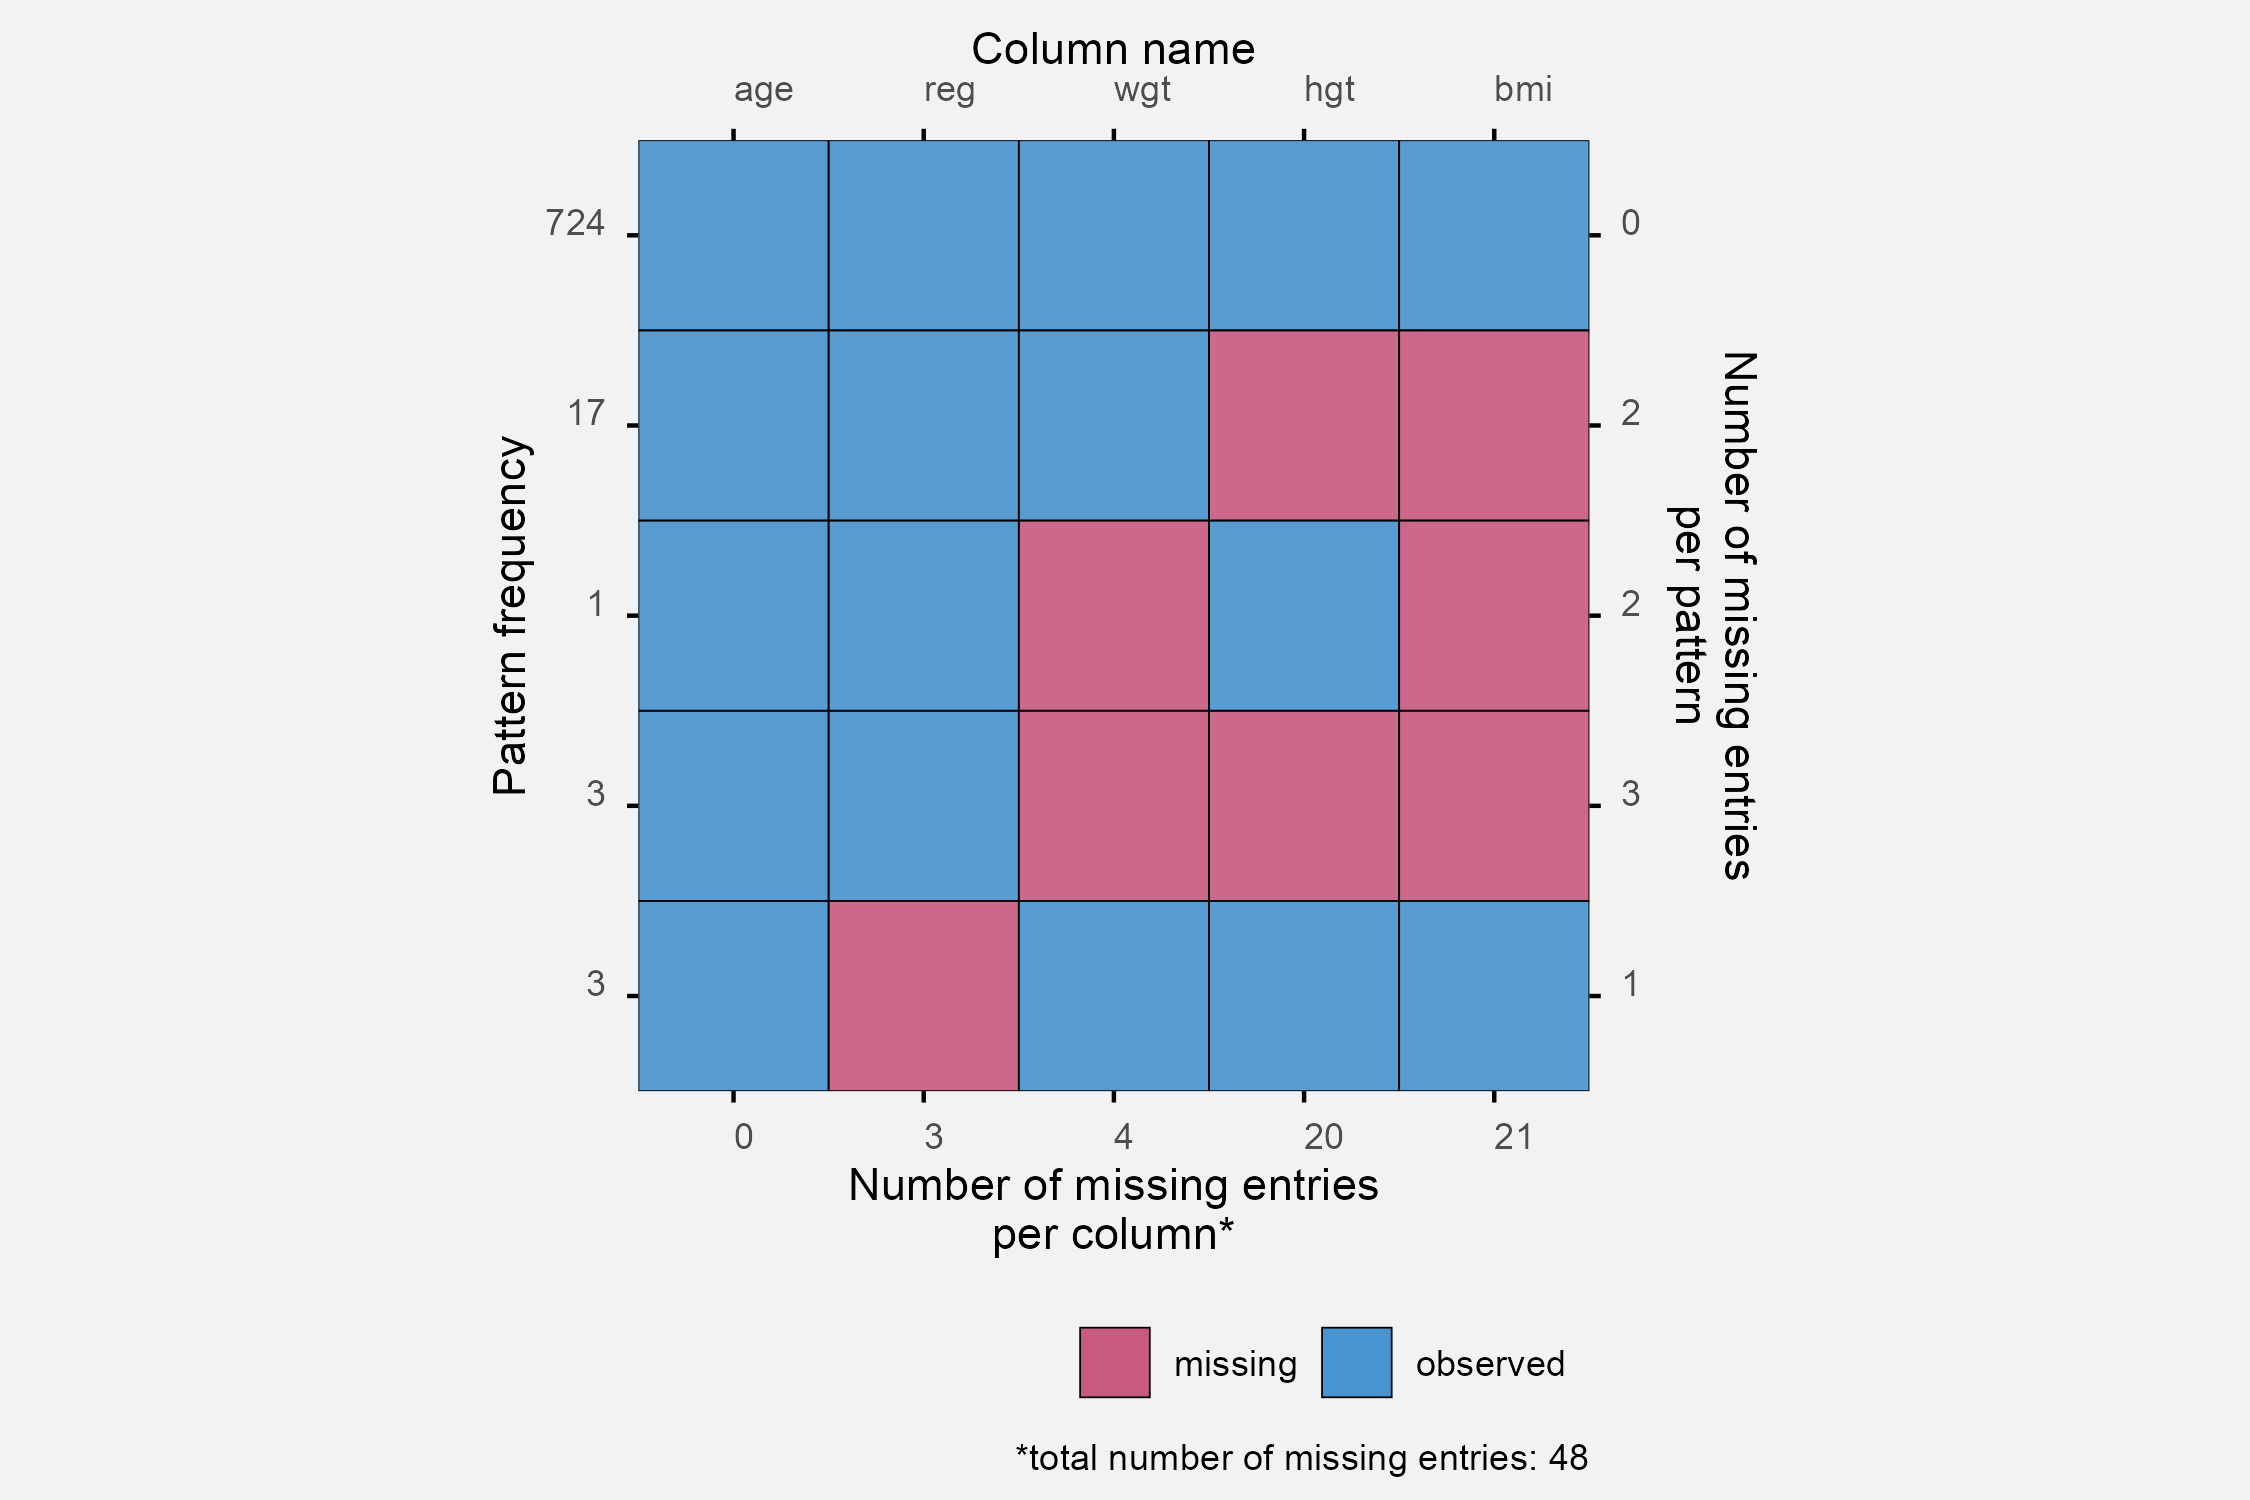 Column name
age reg wgt hgt bmi
724 0
17 2
1 2
3 3
3 1
Pattern frequency
Number of missing entries
per pattern
0 3 4 20 21
Number of missing entries
per column*
missing observed
*total number of missing entries: 48